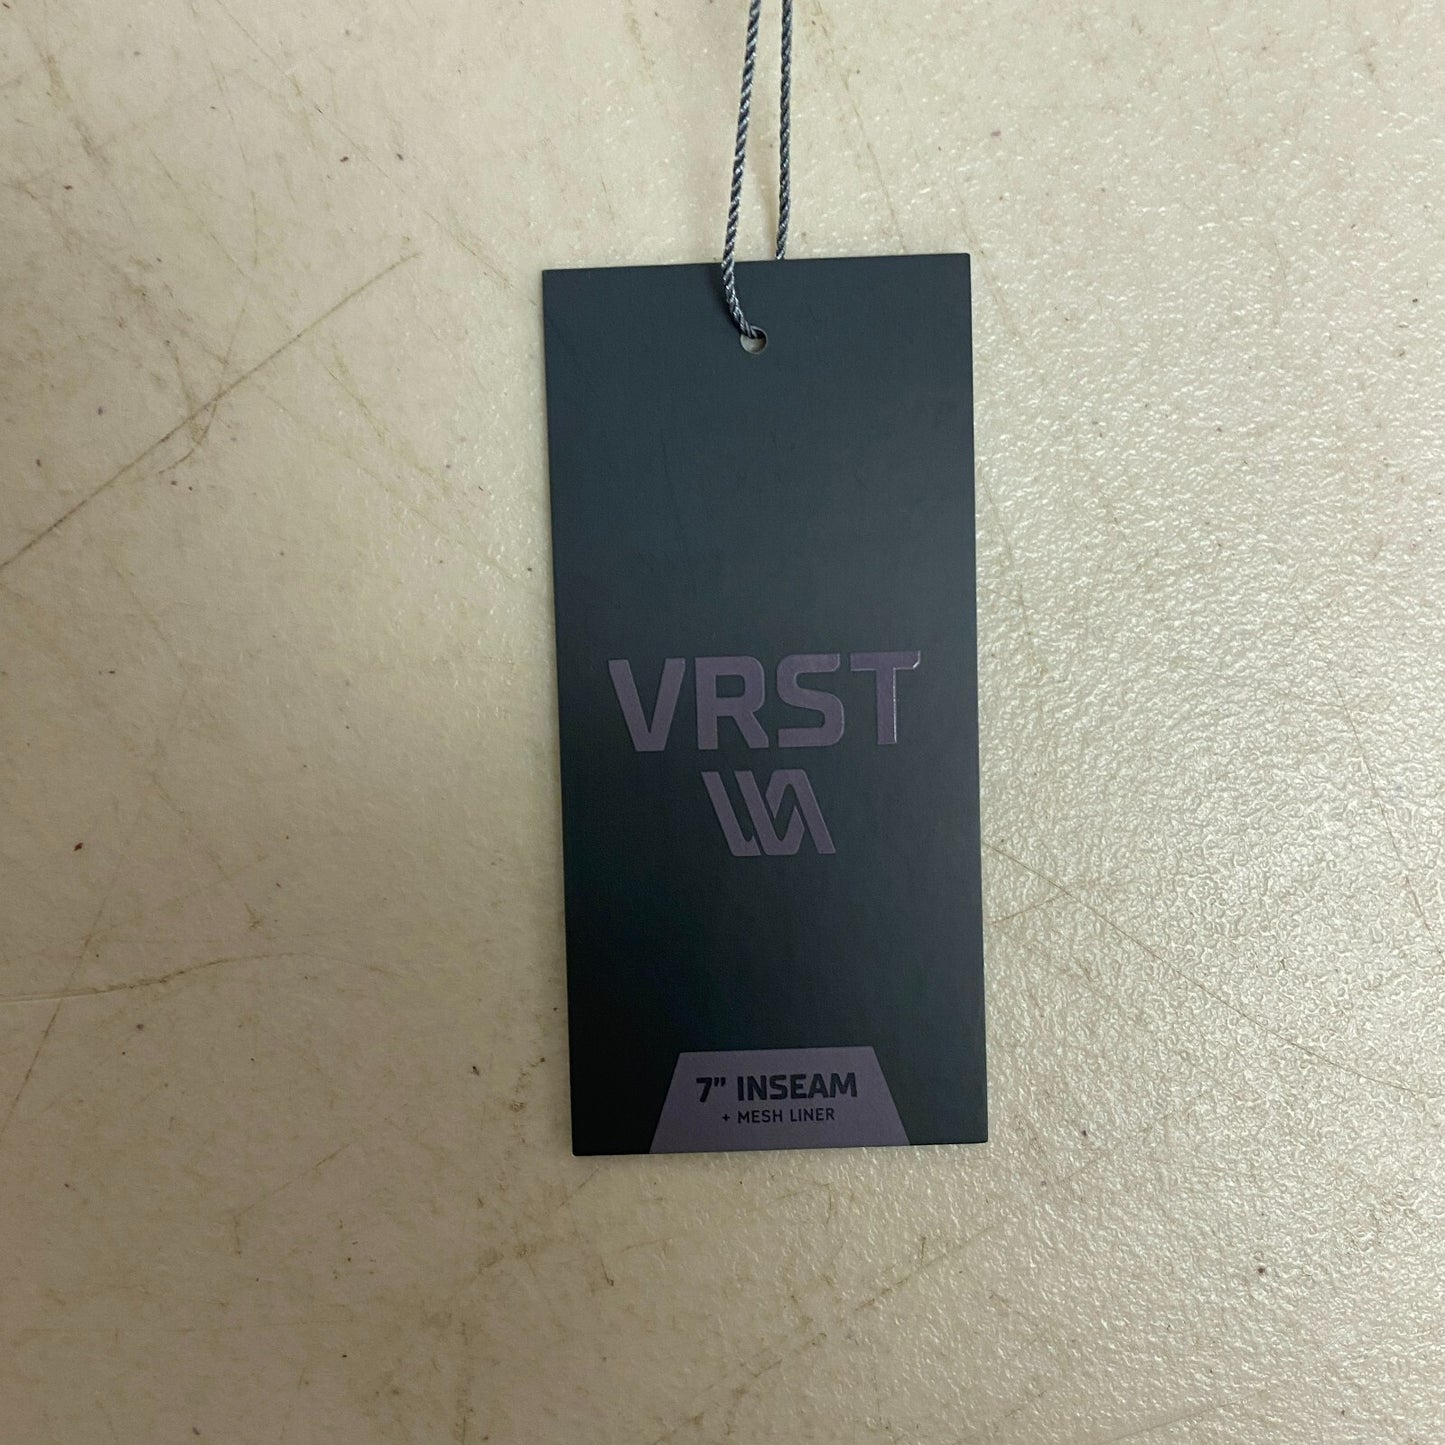 VRST
7” INSEAM
+ MESH LINER